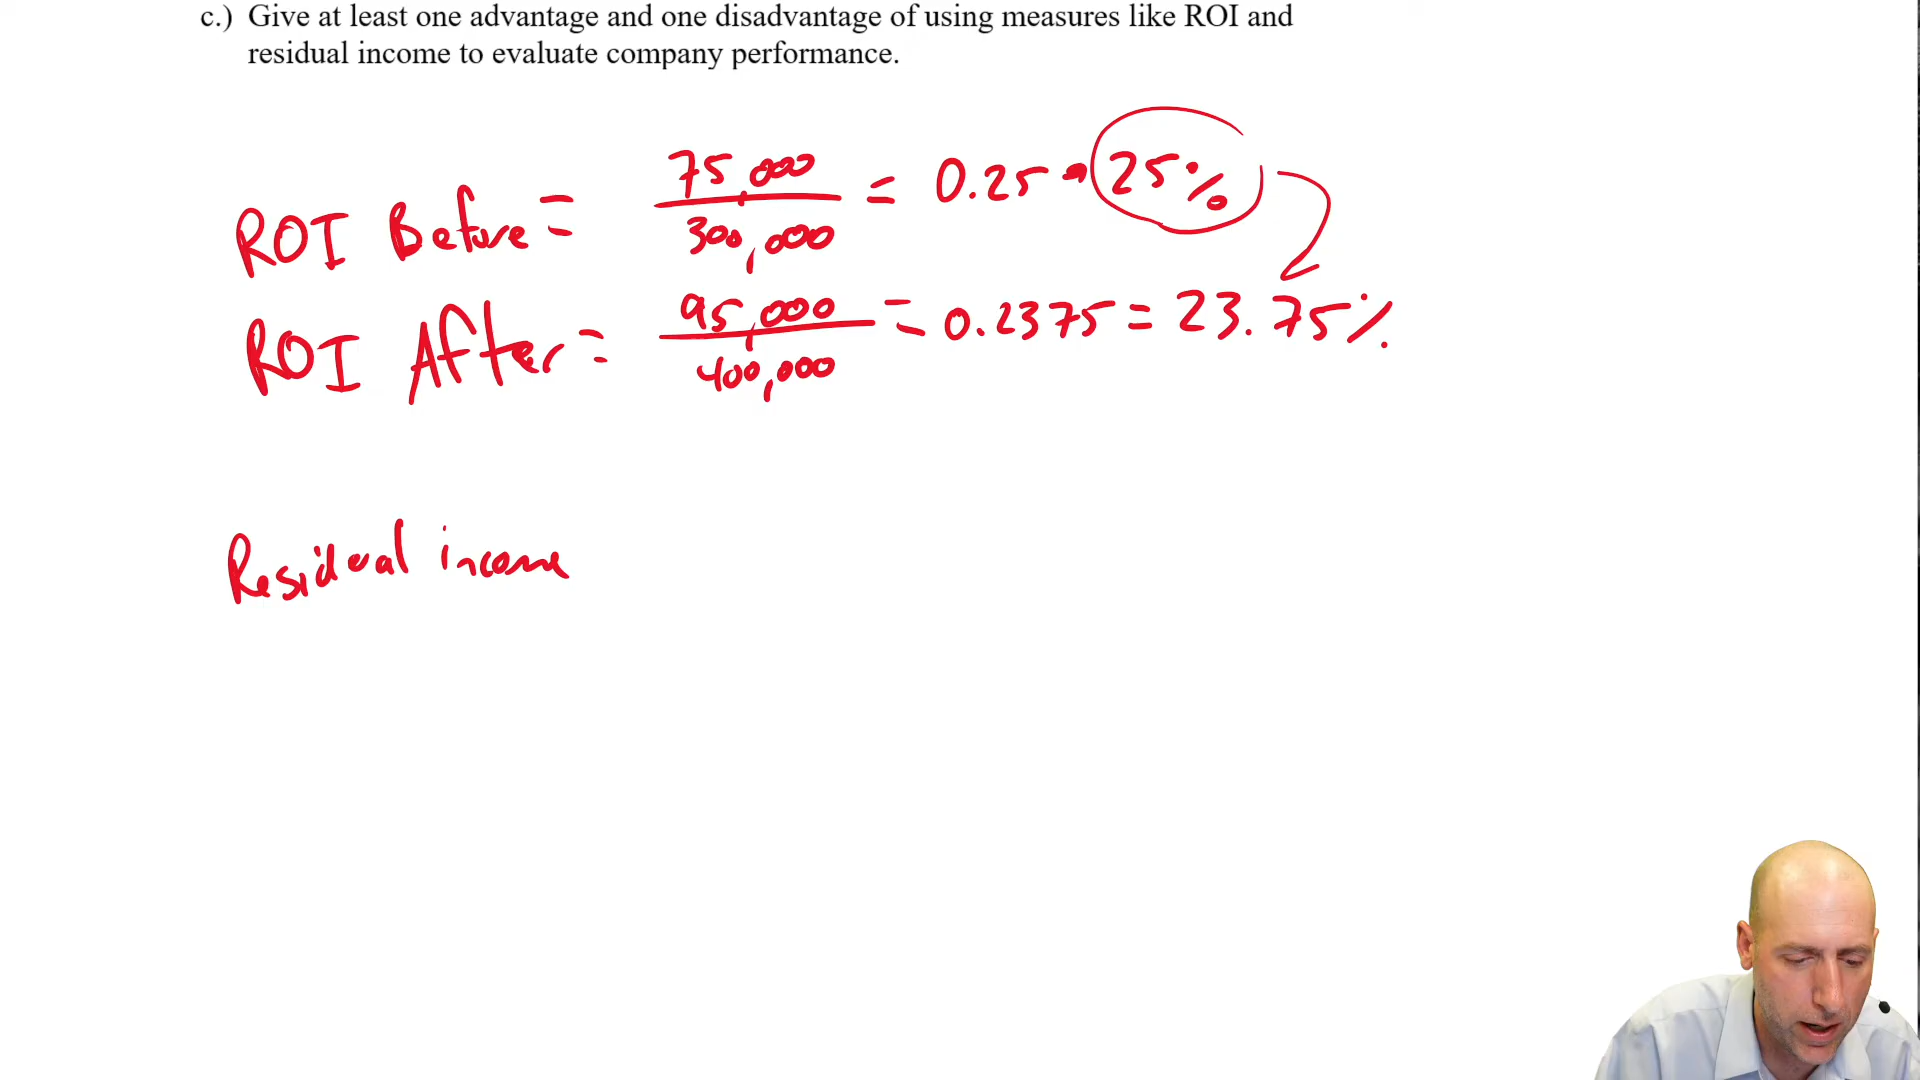 c.) Give at least one advantage and one disadvantage of using measures like ROI and
residual income to evaluate company performance.
ROI Before = 75,000 / 300,000 = 0.25 → 25%
ROI After = 95,000 / 400,000 = 0.2375 = 23.75%
Residual income